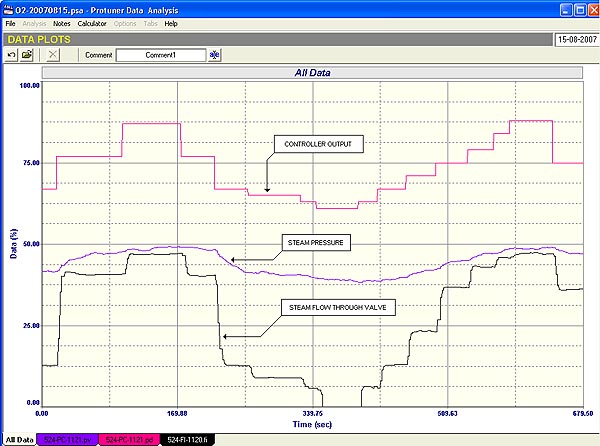 O2-20070815.psa - Protuner Data Analysis
File Analysis Notes Calculator Options Tabs Help
DATA PLOTS
15-08-2007
Comment Comment1
All Data
100.00
CONTROLLER OUTPUT
75.00
STEAM PRESSURE
50.00
Data (%)
STEAM FLOW THROUGH VALVE
25.00
0.00
0.00 169.88 339.75 509.63 679.50
Time (sec)
All Data 524-PC-1121.pv 524-PC-1121.pd 524-FI-1120.fi